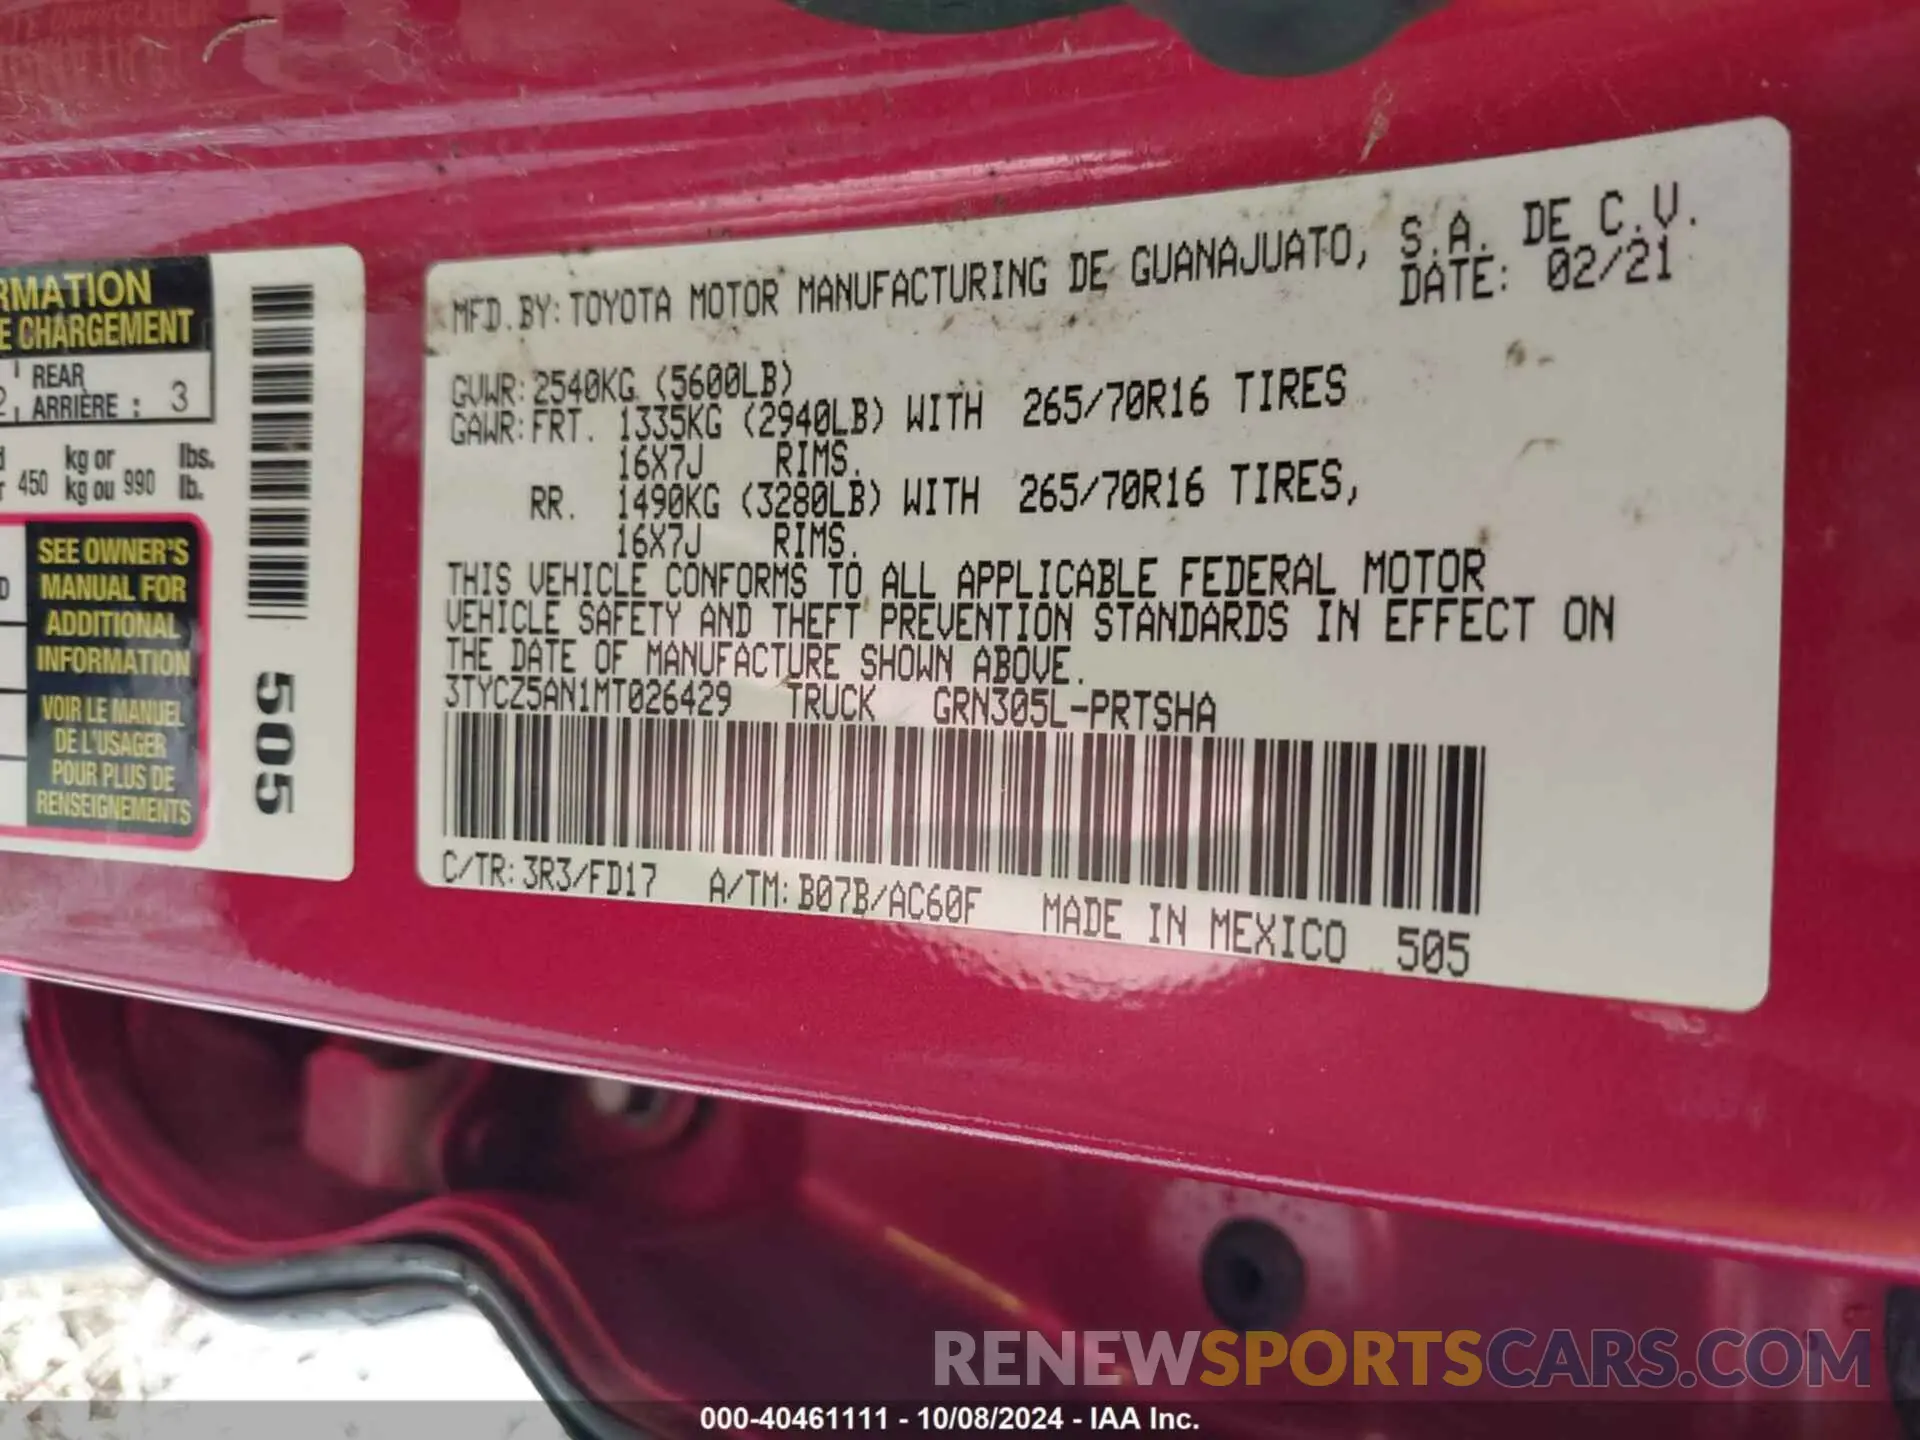 RMATION
E CHARGEMENT
REAR
ARRIÈRE : 3
kg or lbs.
450 kg ou 990 lb.
SEE OWNER'S
MANUAL FOR
ADDITIONAL
INFORMATION
VOIR LE MANUEL
DE L'USAGER
POUR PLUS DE
RENSEIGNEMENTS
505
MFD.BY:TOYOTA MOTOR MANUFACTURING DE GUANAJUATO, S.A. DE C.V.
DATE: 02/21
GVWR:2540KG (5600LB)
GAWR:FRT. 1335KG (2940LB) WITH 265/70R16 TIRES
16X7J RIMS.
RR. 1490KG (3280LB) WITH 265/70R16 TIRES,
16X7J RIMS.
THIS VEHICLE CONFORMS TO ALL APPLICABLE FEDERAL MOTOR
VEHICLE SAFETY AND THEFT PREVENTION STANDARDS IN EFFECT ON
THE DATE OF MANUFACTURE SHOWN ABOVE.
3TYCZ5AN1MT026429 TRUCK GRN305L-PRTSHA
C/TR:3R3/FD17 A/TM:B07B/AC60F MADE IN MEXICO 505
RENEWSPORTSCARS.COM
000-40461111 - 10/08/2024 - IAA Inc.